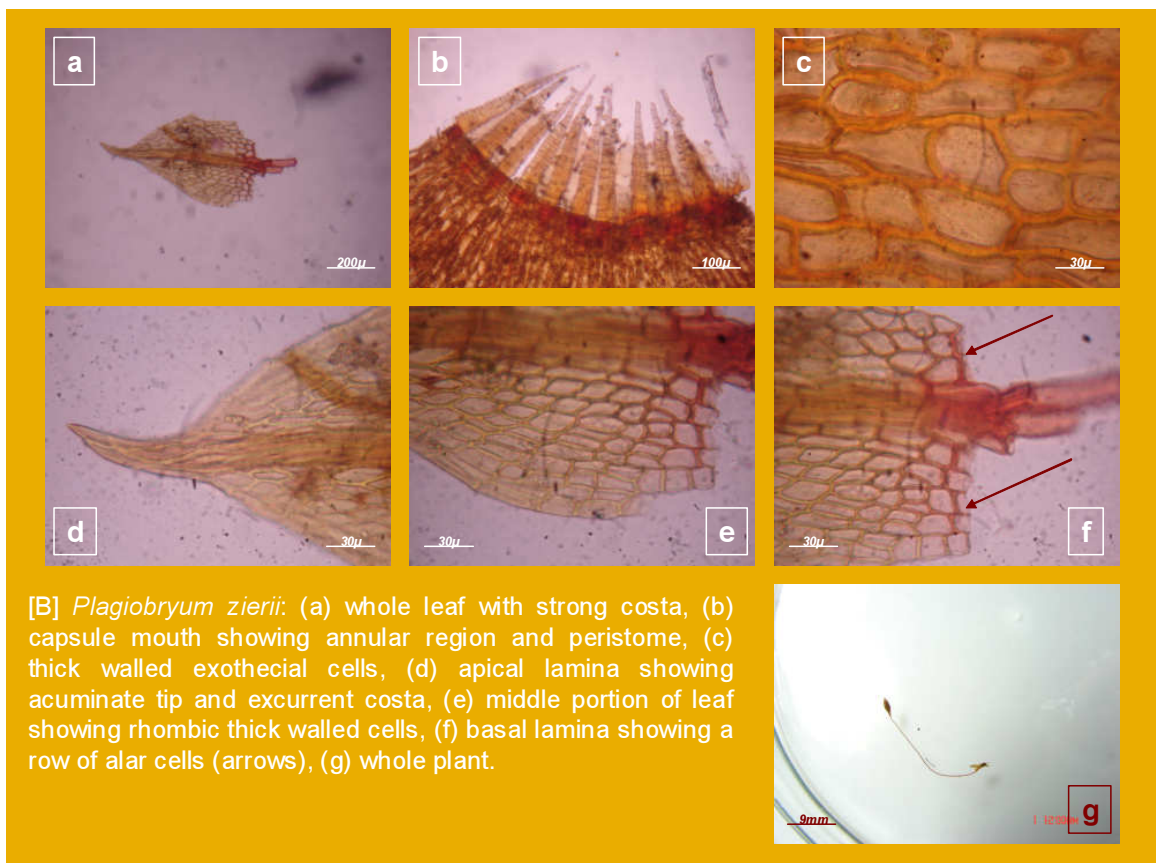 a
b
c
200µ
100µ
30µ
d
30µ
30µ
e
30µ
f
[B] Plagiobryum zierii: (a) whole leaf with strong costa, (b)
capsule mouth showing annular region and peristome, (c)
thick walled exothecial cells, (d) apical lamina showing
acuminate tip and excurrent costa, (e) middle portion of leaf
showing rhombic thick walled cells, (f) basal lamina showing a
row of alar cells (arrows), (g) whole plant.
9mm
g